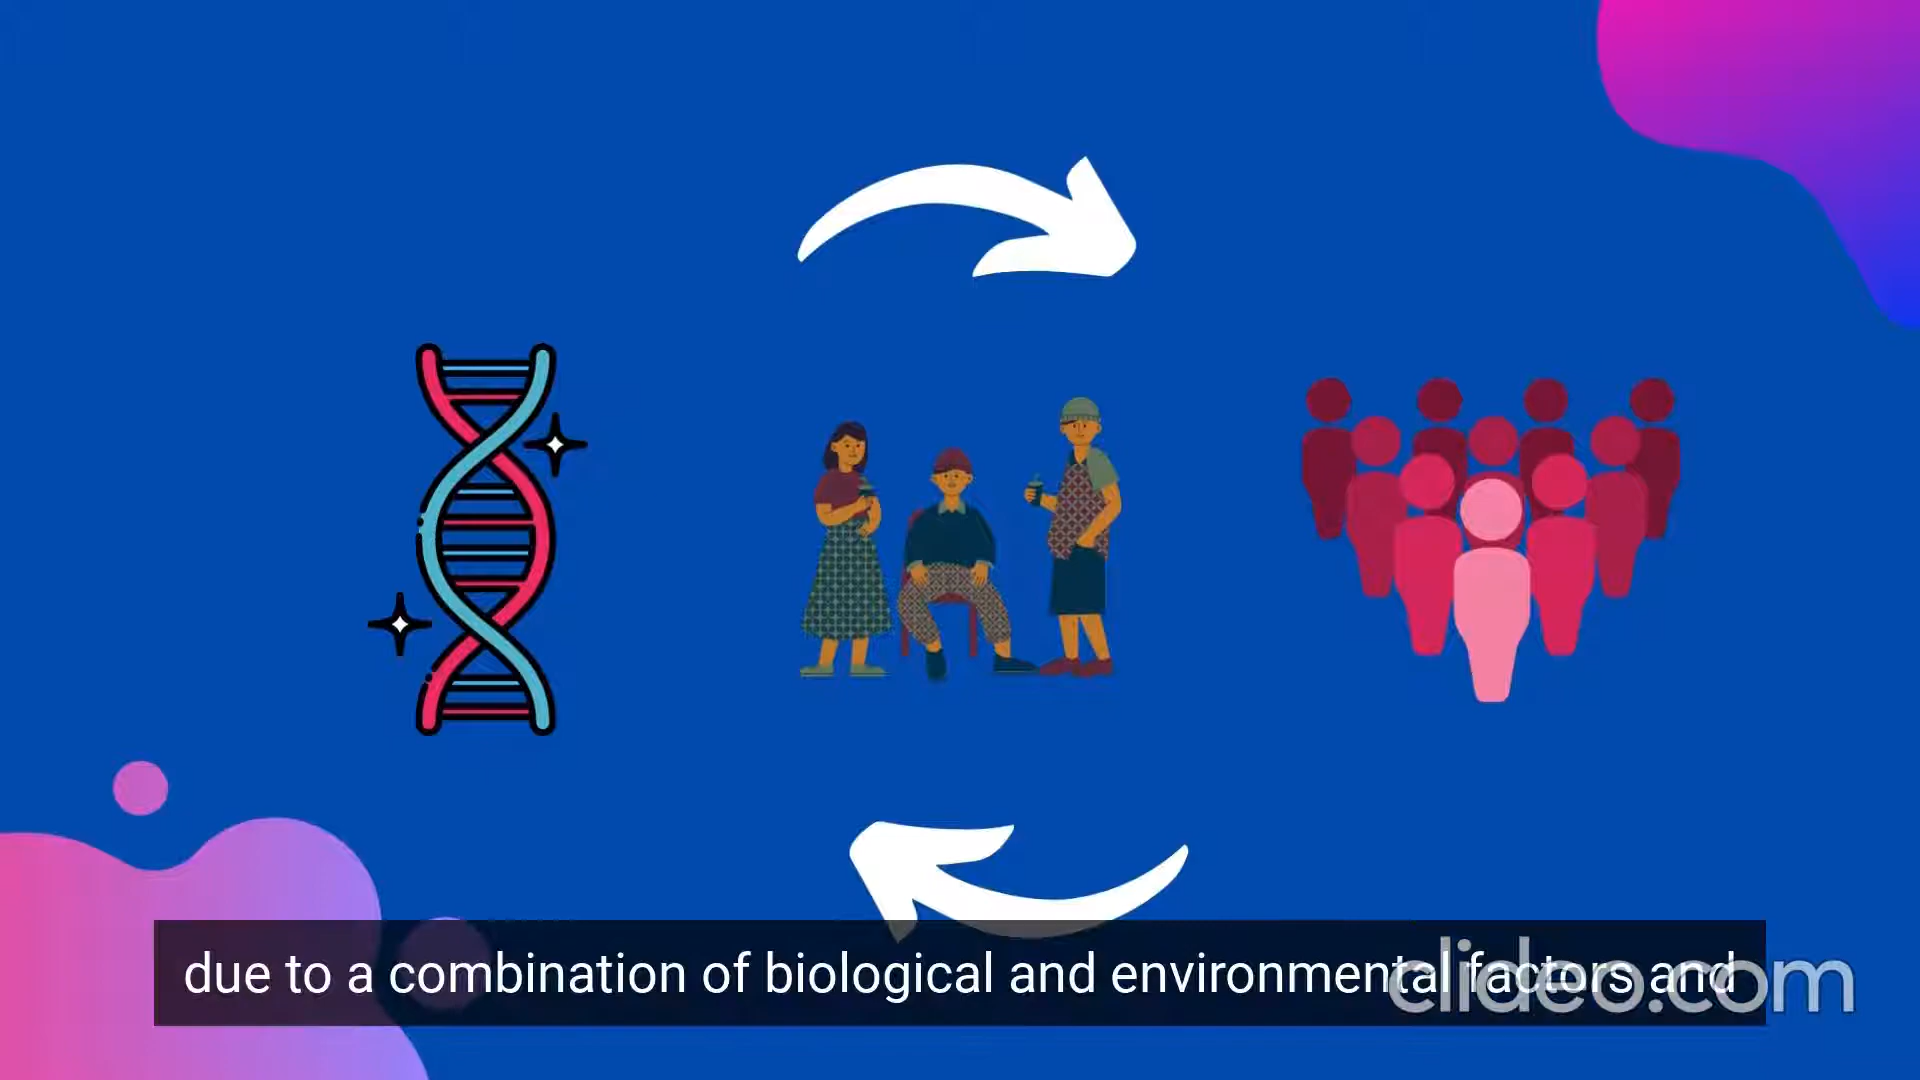 due to a combination of biological and environmental factors and
clideo.com